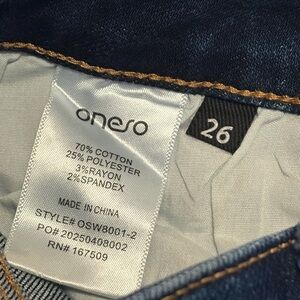 oneso
26
70% COTTON
25% POLYESTER
3%RAYON
2%SPANDEX
MADE IN CHINA
STYLE# OSW8001-2
PO# 20250408002
RN# 167509